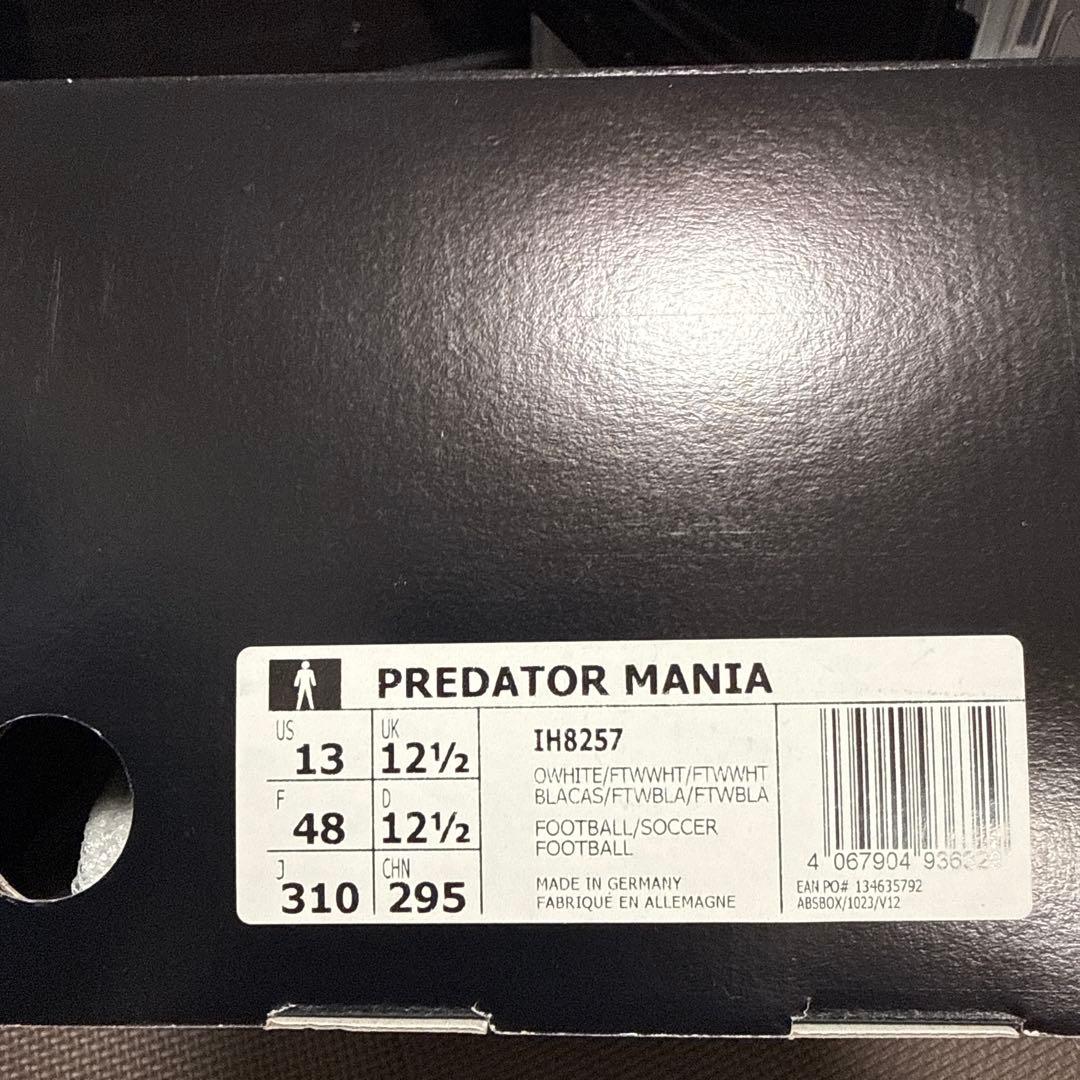 PREDATOR MANIA
US 13
UK 12½
F 48
D 12½
J 310
CHN 295
IH8257
OWHITE/FTWWHT/FTWWHT
BLACAS/FTWBLA/FTWBLA
FOOTBALL/SOCCER
FOOTBALL
MADE IN GERMANY
FABRIQUÉ EN ALLEMAGNE
4 067904
EAN PO# 134635792
ABSBOX/1023/V12